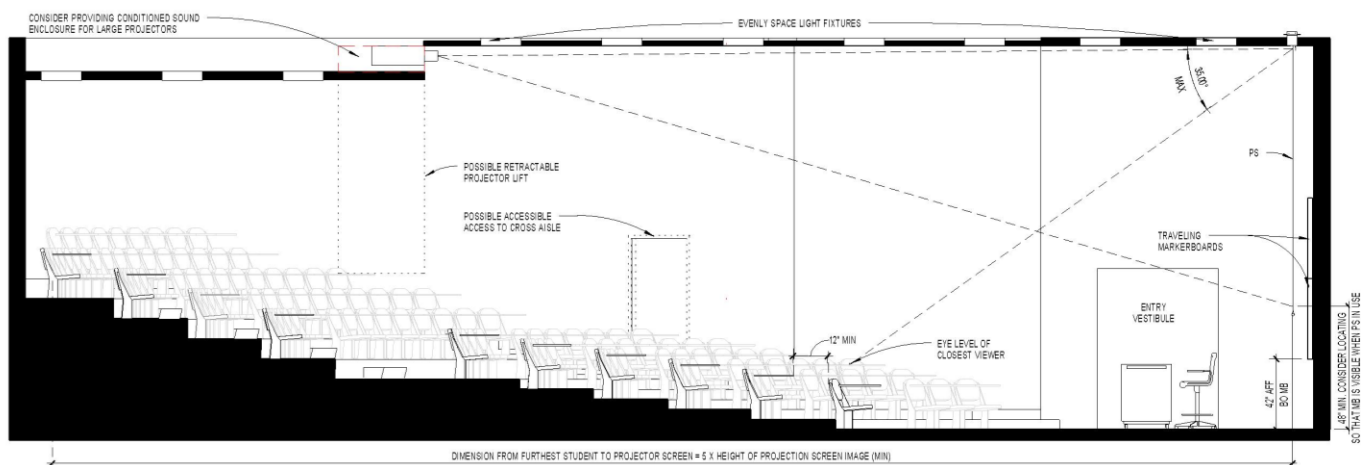 CONSIDER PROVIDING CONDITIONED SOUND
ENCLOSURE FOR LARGE PROJECTORS
EVENLY SPACE LIGHT FIXTURES
35.00°
MAX
POSSIBLE RETRACTABLE
PROJECTOR LIFT
PS
POSSIBLE ACCESSIBLE
ACCESS TO CROSS AISLE
TRAVELING
MARKERBOARDS
ENTRY
VESTIBULE
12" MIN
EYE LEVEL OF
CLOSEST VIEWER
42" AFF
BO MB
48" MIN, CONSIDER LOCATING
SO THAT MB IS VISIBLE WHEN PS IN USE
DIMENSION FROM FURTHEST STUDENT TO PROJECTOR SCREEN = 5 X HEIGHT OF PROJECTION SCREEN IMAGE (MIN)